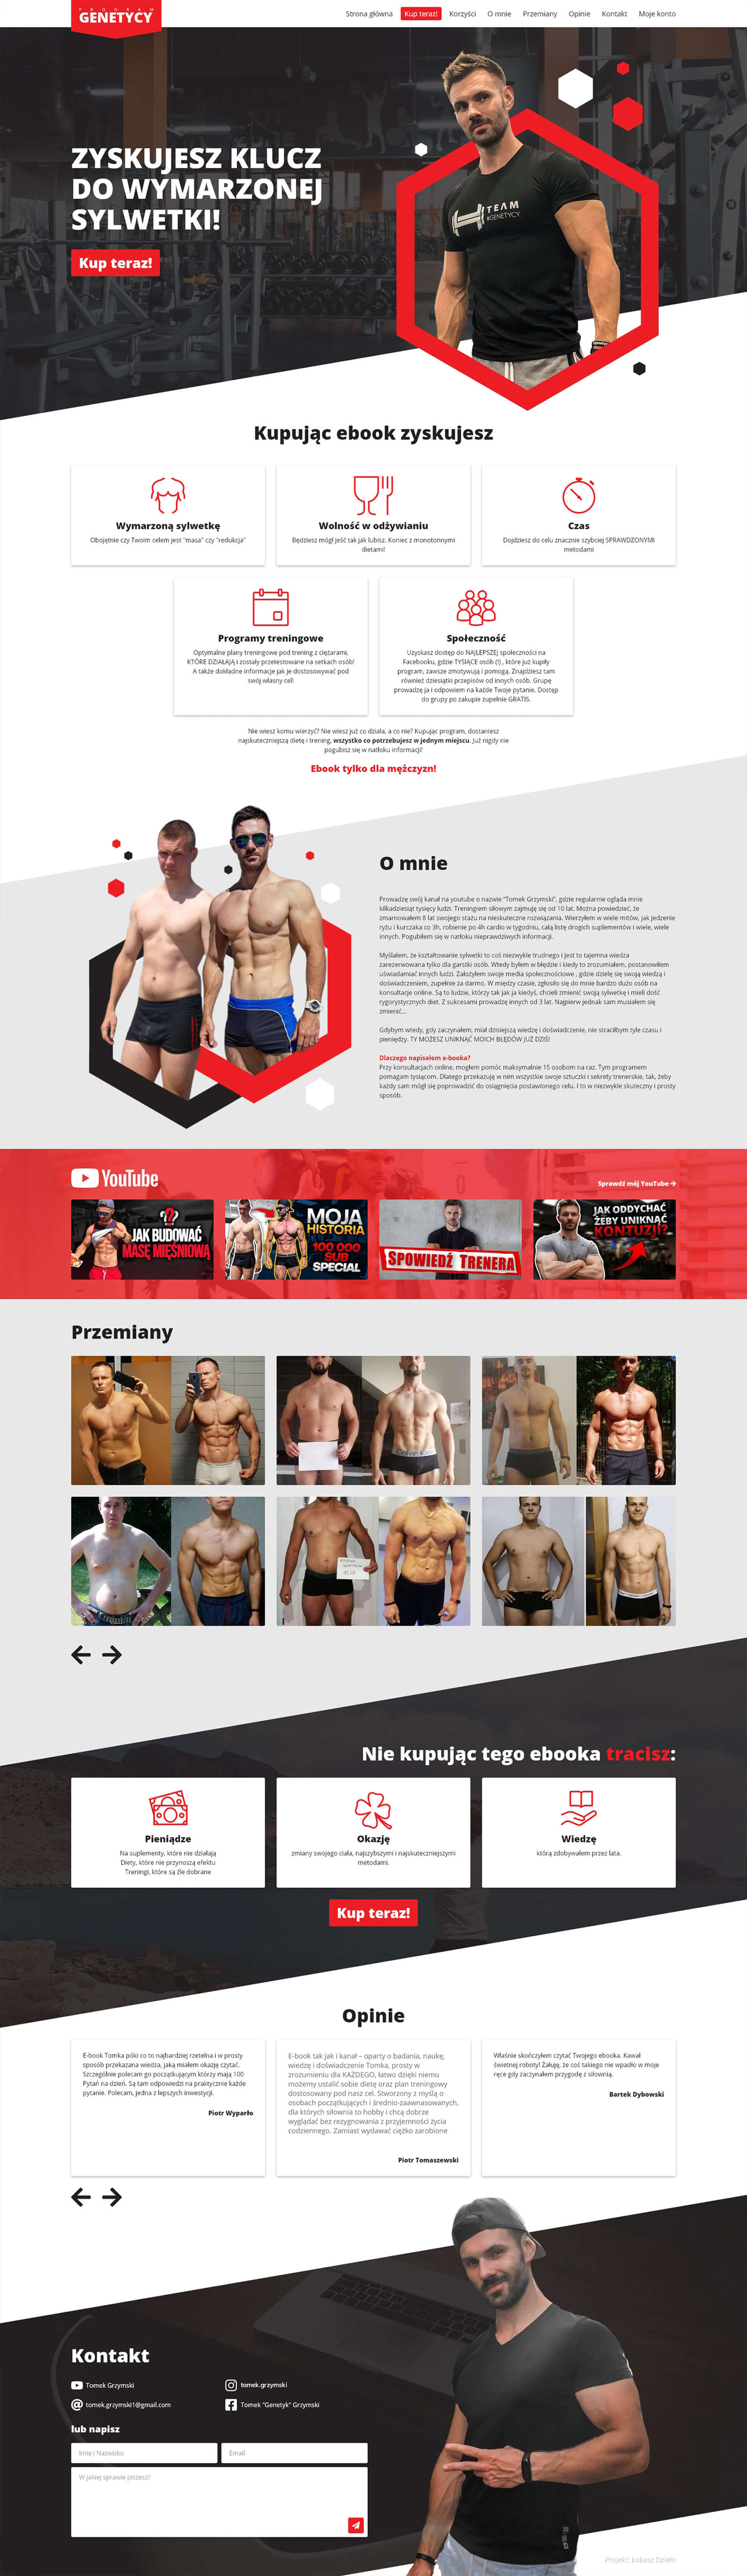 PROGRAM
GENETYCY
Strona główna Kup teraz! Korzyści O mnie Przemiany Opinie Kontakt Moje konto
ZYSKUJESZ KLUCZ
DO WYMARZONEJ
SYLWETKI!
Kup teraz!
TEAM
#GENETYCY
Kupując ebook zyskujesz
Wymarzoną sylwetkę
Obojętnie czy Twoim celem jest "masa" czy "redukcja"
Wolność w odżywianiu
Będziesz mógł jeść tak jak lubisz. Koniec z monotonnymi
dietami!
Czas
Dojdziesz do celu znacznie szybciej SPRAWDZONYMI
metodami
Programy treningowe
Optymalne plany treningowe pod trening z ciężarami,
KTÓRE DZIAŁAJĄ i zostały przetestowane na setkach osób!
A także dokładne informacje jak je dostosowywać pod
swój własny cel!
Społeczność
Uzyskasz dostęp do NAJLEPSZEJ społeczności na
Facebooku, gdzie TYSIĄCE osób (!) , które już kupiły
program, zawsze zmotywują i pomogą. Znajdziesz tam
również dziesiątki przepisów od innych osób. Grupę
prowadzę ja i odpowiem na każde Twoje pytanie. Dostęp
do grupy po zakupie zupełnie GRATIS.
Nie wiesz komu wierzyć? Nie wiesz już co działa, a co nie? Kupując program, dostaniesz
najskuteczniejszą dietę i trening, wszystko co potrzebujesz w jednym miejscu. Już nigdy nie
pogubisz się w natłoku informacji!
Ebook tylko dla mężczyzn!
O mnie
Prowadzę swój kanał na youtube o nazwie "Tomek Grzymski", gdzie regularnie ogląda mnie
kilkadziesiąt tysięcy ludzi. Treningiem siłowym zajmuję się od 10 lat. Można powiedzieć, że
zmarnowałem 8 lat swojego stażu na nieskuteczne rozwiązania. Wierzyłem w wiele mitów, jak jedzenie
ryżu i kurczaka co 3h, robienie po 4h cardio w tygodniu, całą listę drogich suplementów i wiele, wiele
innych. Pogubiłem się w natłoku nieprawdziwych informacji.
Myślałem, że kształtowanie sylwetki to coś niezwykle trudnego i jest to tajemna wiedza
zarezerwowana tylko dla garstki osób. Wtedy byłem w błędzie i kiedy to zrozumiałem, postanowiłem
uświadamiać innych ludzi. Założyłem swoje media społecznościowe , gdzie dzielę się swoją wiedzą i
doświadczeniem, zupełnie za darmo. W między czasie, zgłosiło się do mnie bardzo dużo osób na
konsultacje online. Są to ludzie, którzy tak jak ja kiedyś, chcieli zmienić swoją sylwetkę i mieli dość
rygorystycznych diet. Z sukcesami prowadzę innych od 3 lat. Najpierw jednak sam musiałem się
zmienić...
Gdybym wtedy, gdy zaczynałem, miał dzisiejszą wiedzę i doświadczenie, nie straciłbym tyle czasu i
pieniędzy. TY MOŻESZ UNIKNĄĆ MOICH BŁĘDÓW JUŻ DZIŚ!
Dlaczego napisałem e-booka?
Przy konsultacjach online, mogłem pomóc maksymalnie 15 osobom na raz. Tym programem
pomagam tysiącom. Dlatego przekazuję w nim wszystkie swoje sztuczki i sekrety trenerskie, tak, żeby
każdy sam mógł się poprowadzić do osiągnięcia postawionego celu. I to w niezwykle skuteczny i prosty
sposób.
YouTube
Sprawdź mój YouTube
JAK BUDOWAĆ
MASĘ MIĘŚNIOWĄ
MOJA
HISTORIA
100 000
SUB
SPECIAL
SPOWIEDŹ TRENERA
JAK ODDYCHAĆ
ŻEBY UNIKNĄĆ
KONTUZJI?
Przemiany
Nie kupując tego ebooka tracisz:
Pieniądze
Na suplementy, które nie działają
Diety, które nie przynoszą efektu
Treningi, które są źle dobrane
Okazję
zmiany swojego ciała, najszybszymi i najskuteczniejszymi
metodami.
Wiedzę
którą zdobywałem przez lata.
Kup teraz!
Opinie
E-book Tomka póki co to najbardziej rzetelna i w prosty
sposób przekazana wiedza, jaką miałem okazję czytać.
Szczególnie polecam go początkującym którzy mają 100
Pytań na dzień. Są tam odpowiedzi na praktycznie każde
pytanie. Polecam, jedna z lepszych inwestycji.
Piotr Wyparło
E-book tak jak i kanał – oparty o badania, naukę,
wiedzę i doświadczenie Tomka, prosty w
zrozumieniu dla KAŻDEGO, łatwo dzięki niemu
możemy ustalić sobie dietę oraz plan treningowy
dostosowany pod nasz cel. Stworzony z myślą o
osobach początkujących i średnio-zaawnasowanych,
dla których siłownia to hobby i chcą dobrze
wyglądać bez rezygnowania z przyjemności życia
codziennego. Zamiast wydawać ciężko zarobione
Piotr Tomaszewski
Właśnie skończyłem czytać Twojego ebooka. Kawał
świetnej roboty! Żałuję, że coś takiego nie wpadło w moje
ręce gdy zaczynałem przygodę z siłownią.
Bartek Dybowski
Kontakt
Tomek Grzymski
tomek.grzymski
tomek.grzymski1@gmail.com
Tomek "Genetyk" Grzymski
lub napisz
Imię i Nazwisko
Email
W jakiej sprawie piszesz?
Projekt: Łukasz Dzieło